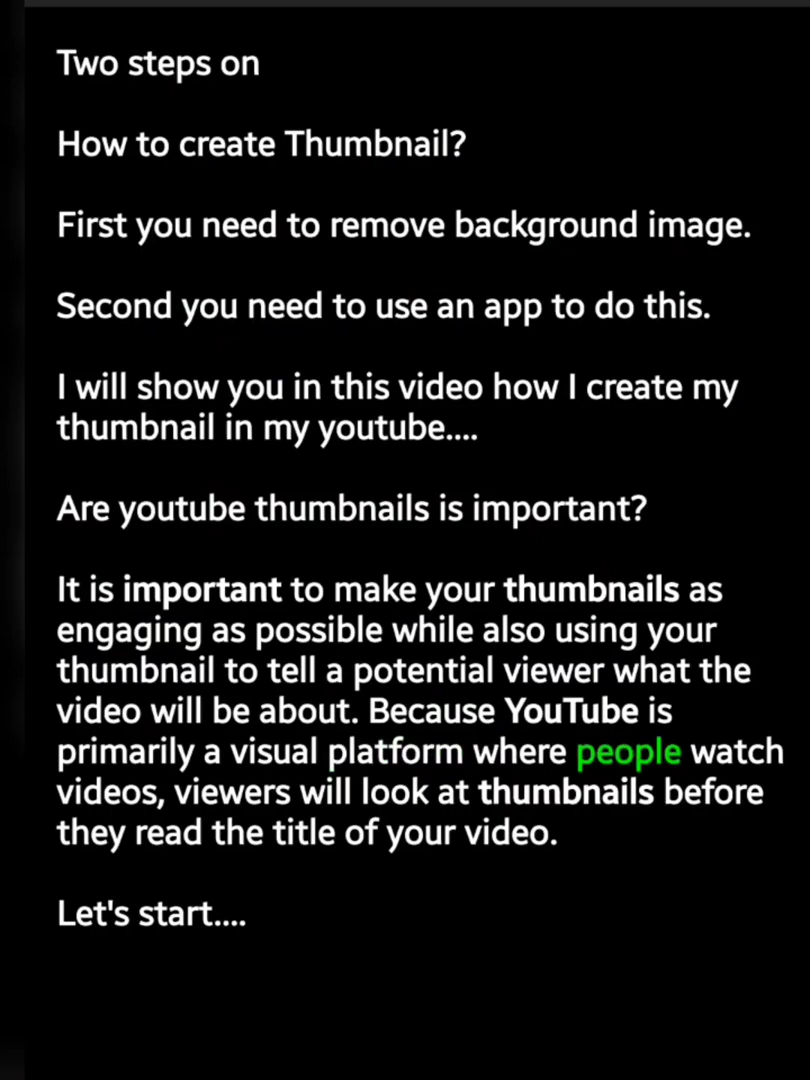 Two steps on
How to create Thumbnail?
First you need to remove background image.
Second you need to use an app to do this.
I will show you in this video how I create my
thumbnail in my youtube....
Are youtube thumbnails is important?
It is important to make your thumbnails as
engaging as possible while also using your
thumbnail to tell a potential viewer what the
video will be about. Because YouTube is
primarily a visual platform where people watch
videos, viewers will look at thumbnails before
they read the title of your video.
Let's start....